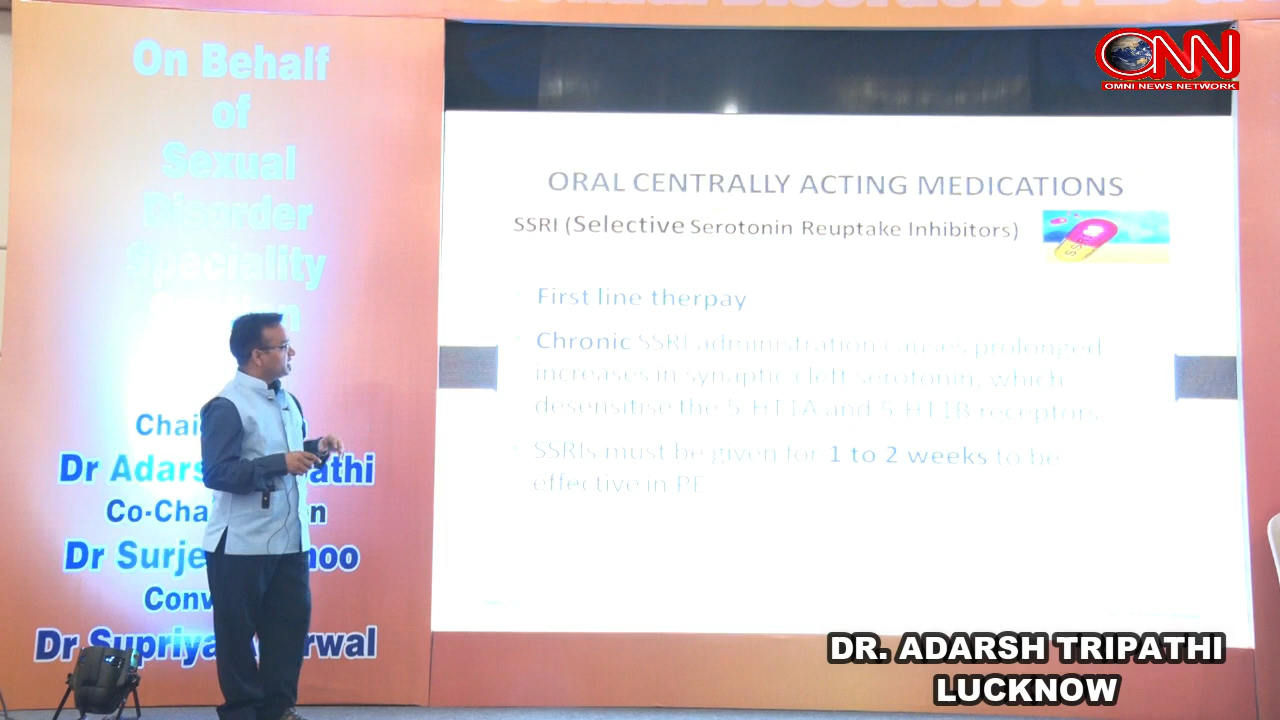 On Behalf
of
Sexual
Disorder
Speciality
Chai
Dr Adars athi
Co-Cha n
Dr Surje hoo
Conv
Dr Supriya rwal
ONN
OMNI NEWS NETWORK
ORAL CENTRALLY ACTING MEDICATIONS
SSRI (Selective Serotonin Reuptake Inhibitors)
SSRI
First line therpay
Chronic SSRI administration causes prolonged
increases in synaptic cleft serotonin, which
desensitise the 5-HT1A and 5-HT1B receptors.
SSRIs must be given for 1 to 2 weeks to be
effective in PE
DR. ADARSH TRIPATHI
LUCKNOW